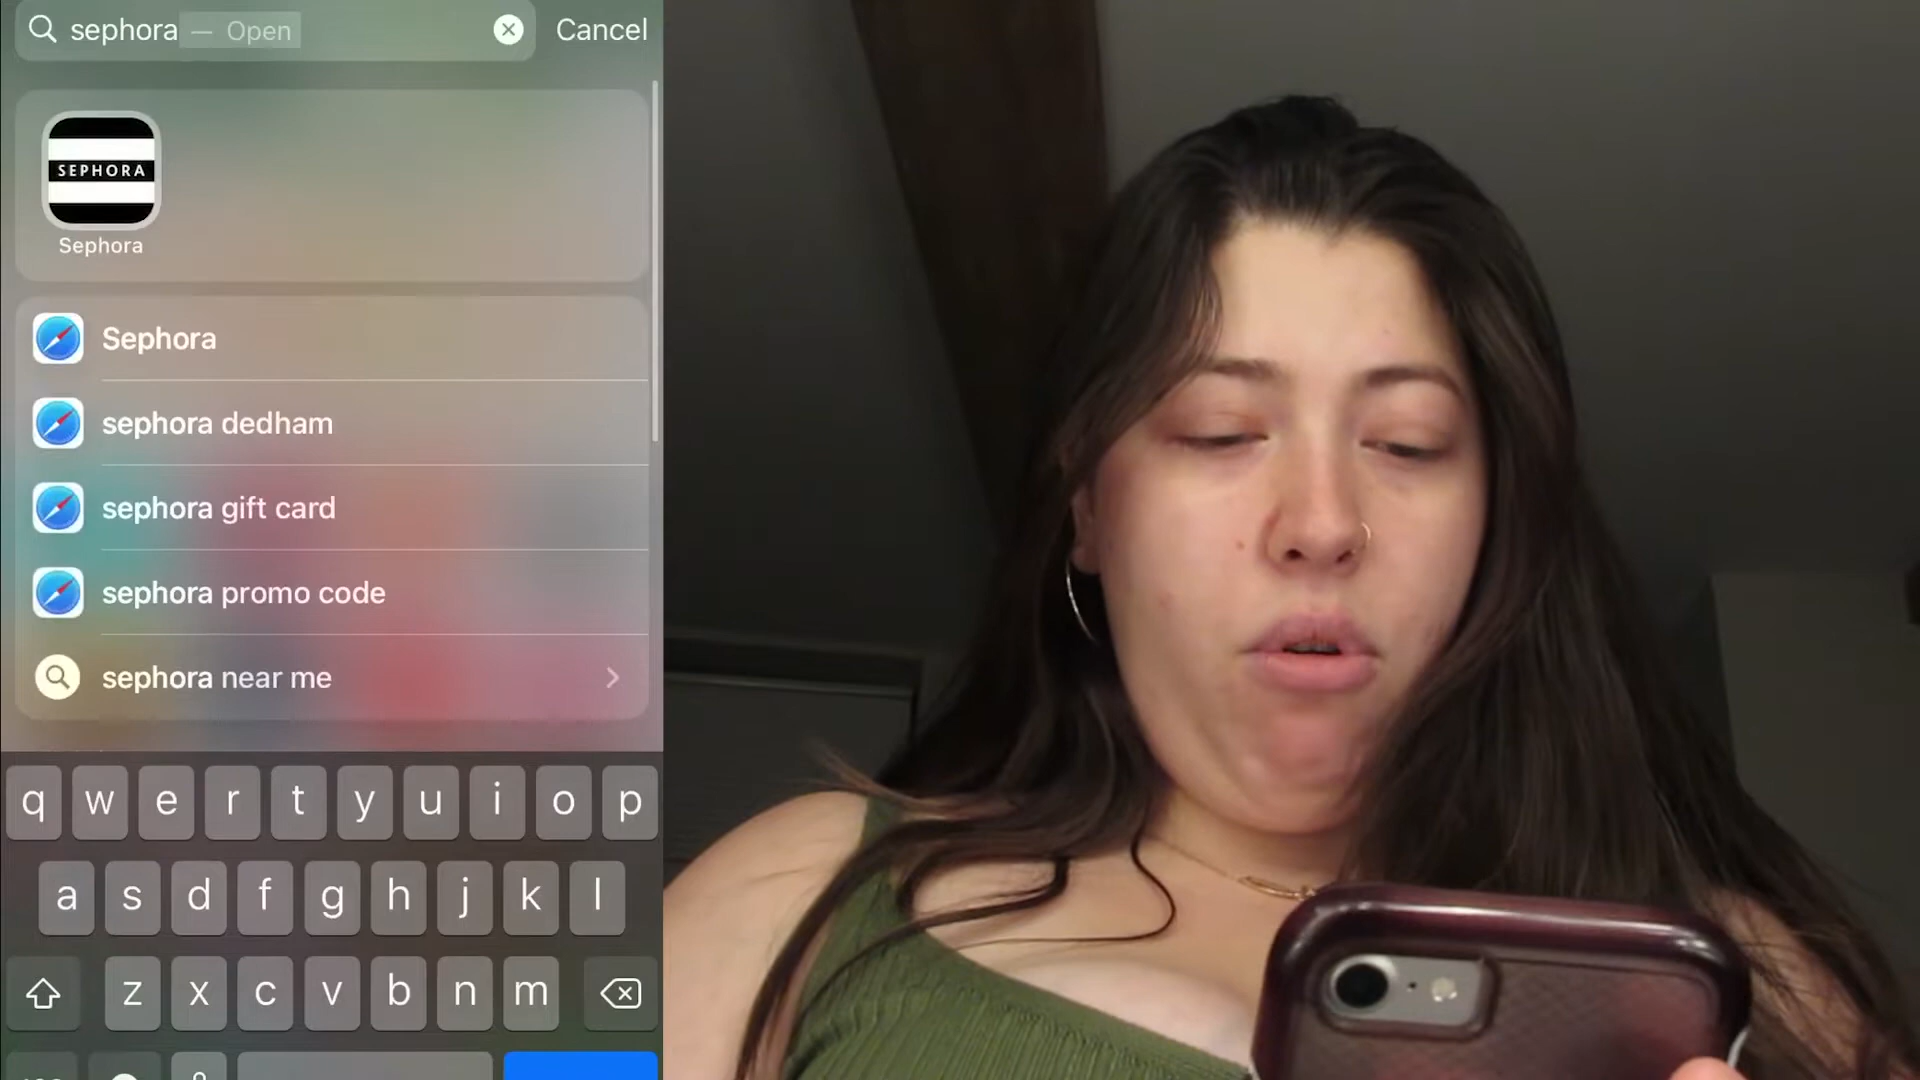 sephora — Open
Cancel
SEPHORA
Sephora
Sephora
sephora dedham
sephora gift card
sephora promo code
sephora near me
q w e r t y u i o p
a s d f g h j k l
z x c v b n m